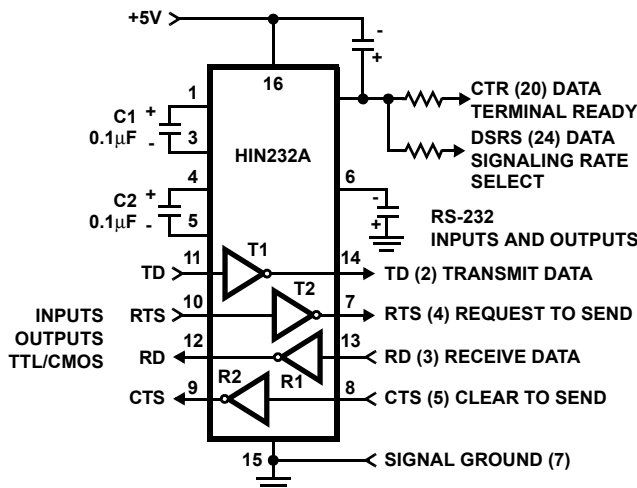 +5V
-
+
16
1
+
C1
0.1μF
-
3
HIN232A
CTR (20) DATA
TERMINAL READY
DSRS (24) DATA
SIGNALING RATE
SELECT
4
+
C2
0.1μF
-
5
6
-
+
RS-232
INPUTS AND OUTPUTS
TD
11
T1
14
TD (2) TRANSMIT DATA
INPUTS
OUTPUTS
TTL/CMOS
RTS
10
T2
7
RTS (4) REQUEST TO SEND
RD
12
R1
13
RD (3) RECEIVE DATA
CTS
9
R2
8
CTS (5) CLEAR TO SEND
15
SIGNAL GROUND (7)